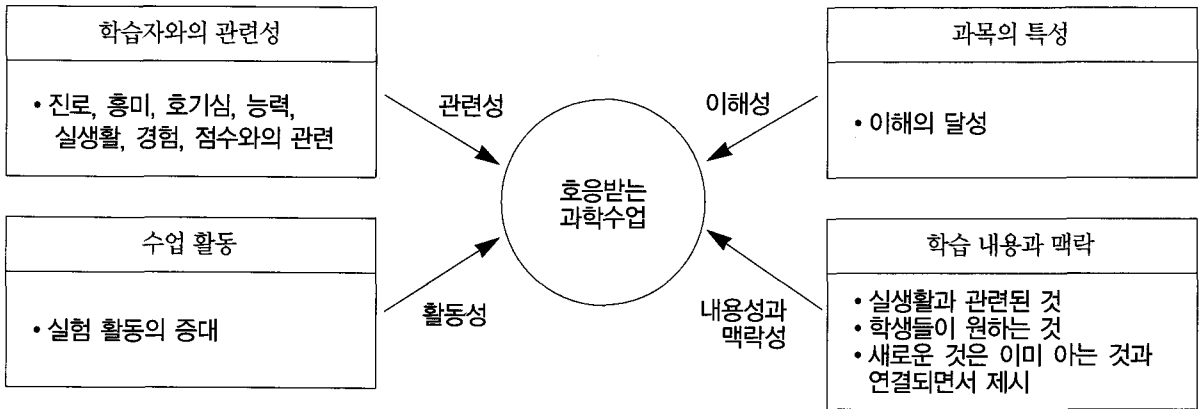 학습자와의 관련성
• 진로, 흥미, 호기심, 능력,
실생활, 경험, 점수와의 관련
관련성
수업 활동
• 실험 활동의 증대
활동성
호응받는
과학수업
과목의 특성
• 이해의 달성
이해성
학습 내용과 맥락
• 실생활과 관련된 것
• 학생들이 원하는 것
• 새로운 것은 이미 아는 것과
연결되면서 제시
내용성과
맥락성